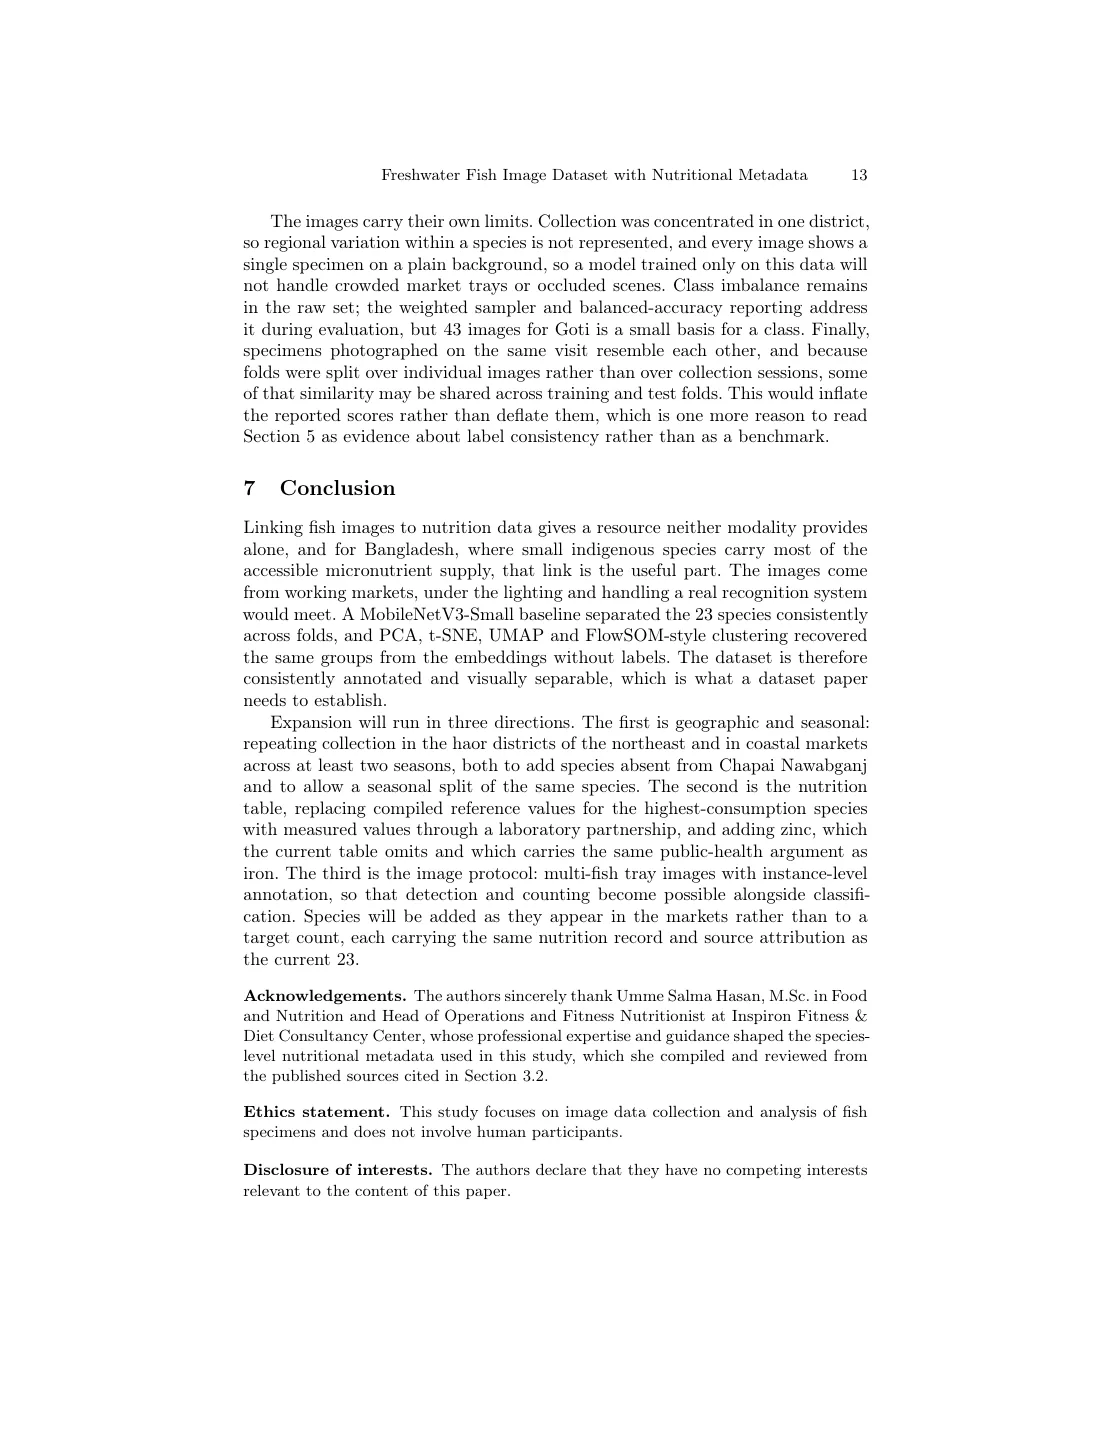 Freshwater Fish Image Dataset with Nutritional Metadata 13
The images carry their own limits. Collection was concentrated in one district,
so regional variation within a species is not represented, and every image shows a
single specimen on a plain background, so a model trained only on this data will
not handle crowded market trays or occluded scenes. Class imbalance remains
in the raw set; the weighted sampler and balanced-accuracy reporting address
it during evaluation, but 43 images for Goti is a small basis for a class. Finally,
specimens photographed on the same visit resemble each other, and because
folds were split over individual images rather than over collection sessions, some
of that similarity may be shared across training and test folds. This would inflate
the reported scores rather than deflate them, which is one more reason to read
Section 5 as evidence about label consistency rather than as a benchmark.
7 Conclusion
Linking fish images to nutrition data gives a resource neither modality provides
alone, and for Bangladesh, where small indigenous species carry most of the
accessible micronutrient supply, that link is the useful part. The images come
from working markets, under the lighting and handling a real recognition system
would meet. A MobileNetV3-Small baseline separated the 23 species consistently
across folds, and PCA, t-SNE, UMAP and FlowSOM-style clustering recovered
the same groups from the embeddings without labels. The dataset is therefore
consistently annotated and visually separable, which is what a dataset paper
needs to establish.
Expansion will run in three directions. The first is geographic and seasonal:
repeating collection in the haor districts of the northeast and in coastal markets
across at least two seasons, both to add species absent from Chapai Nawabganj
and to allow a seasonal split of the same species. The second is the nutrition
table, replacing compiled reference values for the highest-consumption species
with measured values through a laboratory partnership, and adding zinc, which
the current table omits and which carries the same public-health argument as
iron. The third is the image protocol: multi-fish tray images with instance-level
annotation, so that detection and counting become possible alongside classifi-
cation. Species will be added as they appear in the markets rather than to a
target count, each carrying the same nutrition record and source attribution as
the current 23.
Acknowledgements. The authors sincerely thank Umme Salma Hasan, M.Sc. in Food
and Nutrition and Head of Operations and Fitness Nutritionist at Inspiron Fitness &
Diet Consultancy Center, whose professional expertise and guidance shaped the species-
level nutritional metadata used in this study, which she compiled and reviewed from
the published sources cited in Section 3.2.
Ethics statement. This study focuses on image data collection and analysis of fish
specimens and does not involve human participants.
Disclosure of interests. The authors declare that they have no competing interests
relevant to the content of this paper.